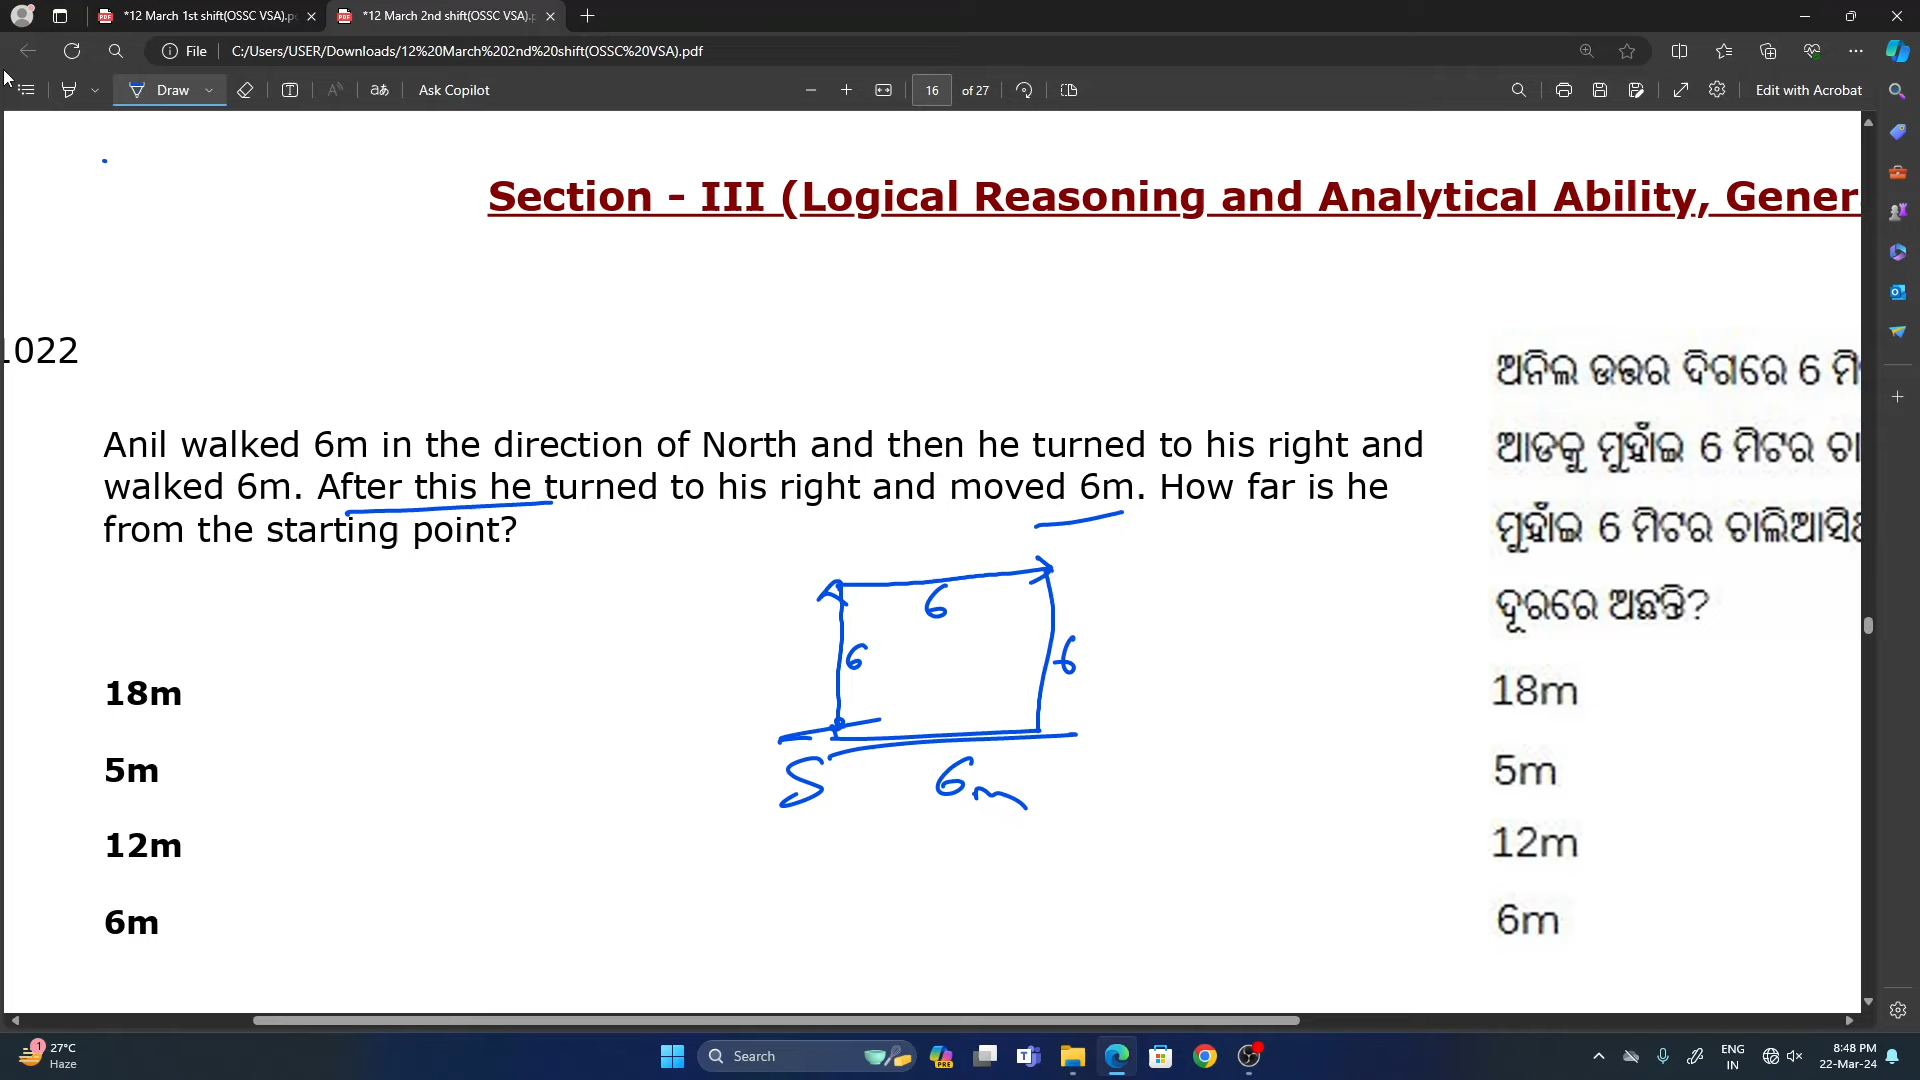 *12 March 1st shift(OSSC VSA).p
*12 March 2nd shift(OSSC VSA).p
File
C:/Users/USER/Downloads/12%20March%202nd%20shift(OSSC%20VSA).pdf
Draw
aあ
Ask Copilot
16
of 27
Edit with Acrobat
Section - III (Logical Reasoning and Analytical Ability, Gener
1022
Anil walked 6m in the direction of North and then he turned to his right and
walked 6m. After this he turned to his right and moved 6m. How far is he
from the starting point?
ଅନିଲ ଉତ୍ତର ଦିଗରେ 6 ମି
ଆଡକୁ ମୁହାଁଇ 6 ମିଟର ଚା
ମୁହାଁଇ 6 ମିଟର ଚାଲିଆସିଥ
ଦୂରରେ ଅଛନ୍ତି?
6
6
6
S
6m
18m
5m
12m
6m
18m
5m
12m
6m
1
27°C
Haze
Search
PRE
ENG
IN
8:48 PM
22-Mar-24